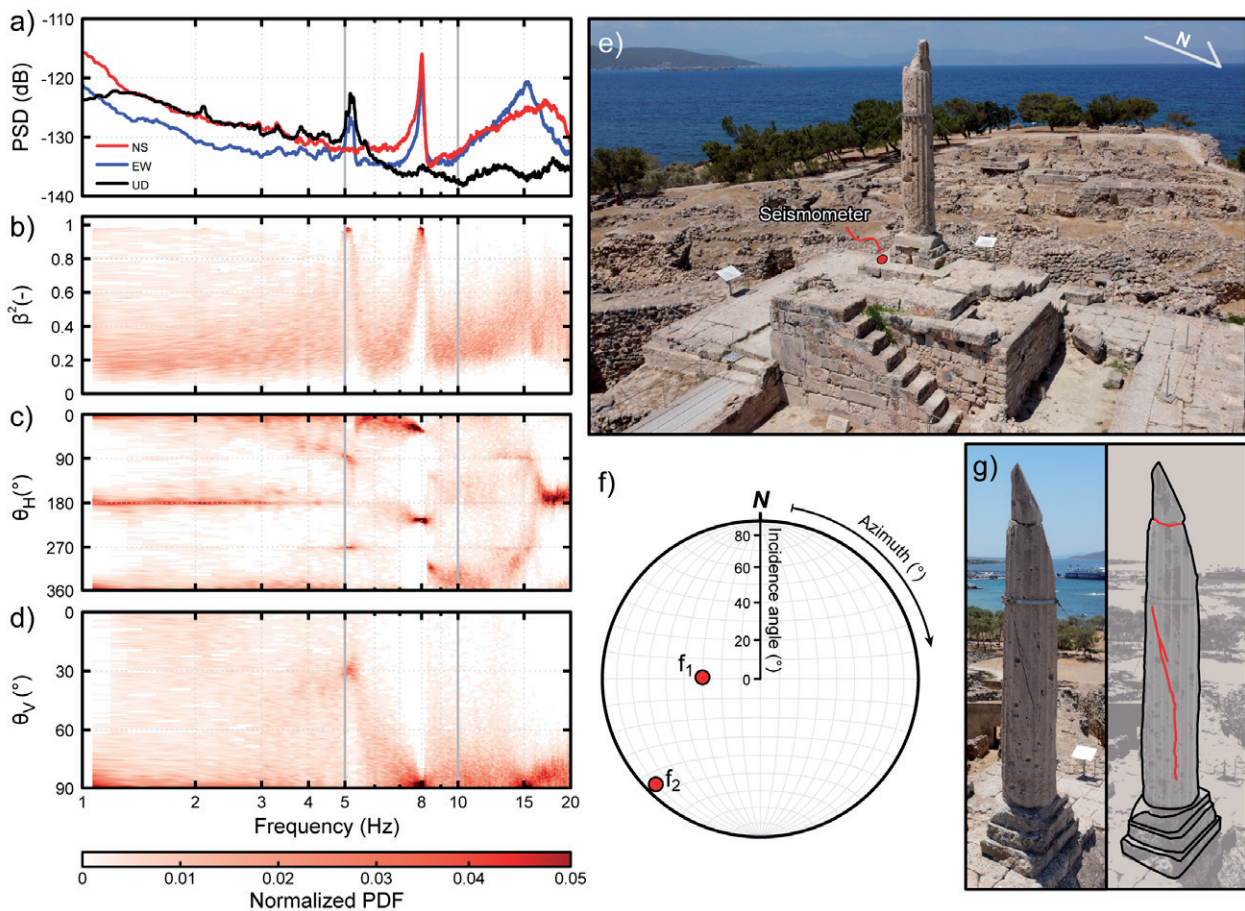 a)
-110
-120
-130
-140
PSD (dB)
NS
EW
UD
b)
1
0.8
0.6
0.4
0.2
0
β²(-)
c)
0
90
180
270
360
θH(°)
d)
0
30
60
90
θV(°)
1 2 3 4 5 8 10 15 20
Frequency (Hz)
0 0.01 0.02 0.03 0.04 0.05
Normalized PDF
e)
N
Seismometer
f)
N
80
60
40
20
0
Incidence angle (°)
Azimuth (°)
f1
f2
g)